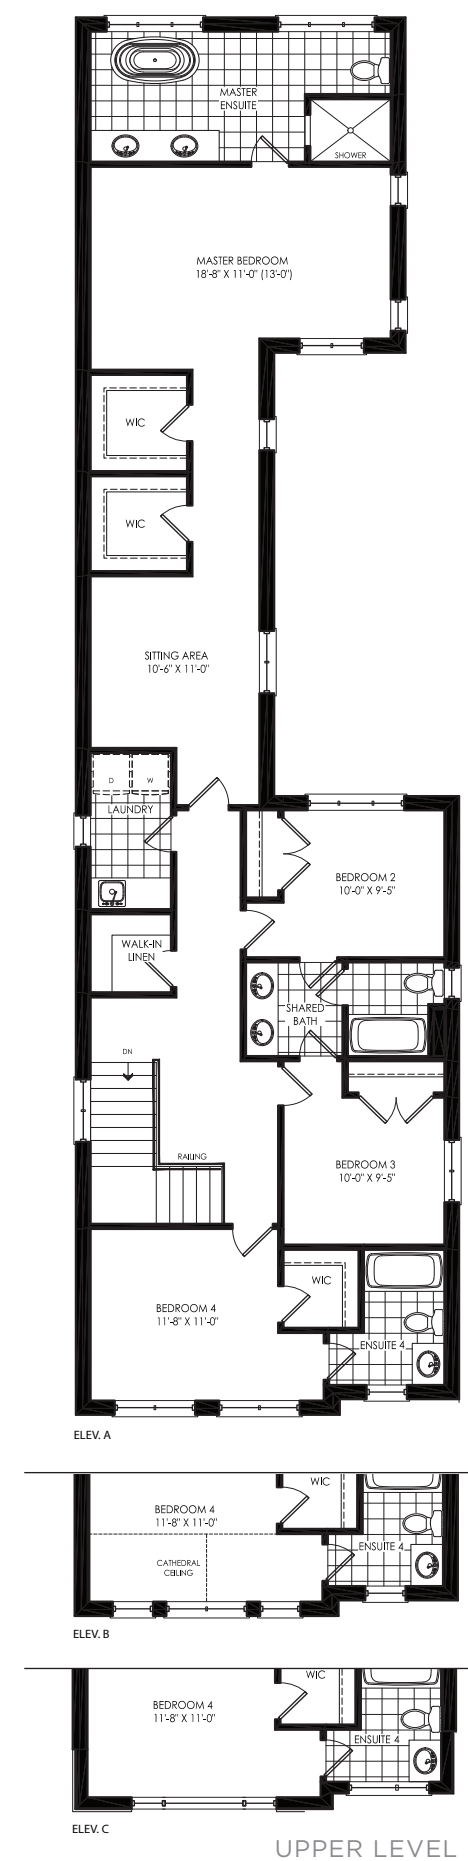 MASTER
ENSUITE
SHOWER
MASTER BEDROOM
18'-8" X 11'-0" (13'-0")
WIC
WIC
SITTING AREA
10'-6" X 11'-0"
D W
LAUNDRY
BEDROOM 2
10'-0" X 9'-5"
WALK-IN
LINEN
SHARED
BATH
DN
RAILING
BEDROOM 3
10'-0" X 9'-5"
WIC
BEDROOM 4
11'-8" X 11'-0"
ENSUITE 4
ELEV. A
WIC
BEDROOM 4
11'-8" X 11'-0"
ENSUITE 4
CATHEDRAL
CEILING
ELEV. B
WIC
BEDROOM 4
11'-8" X 11'-0"
ENSUITE 4
ELEV. C
UPPER LEVEL